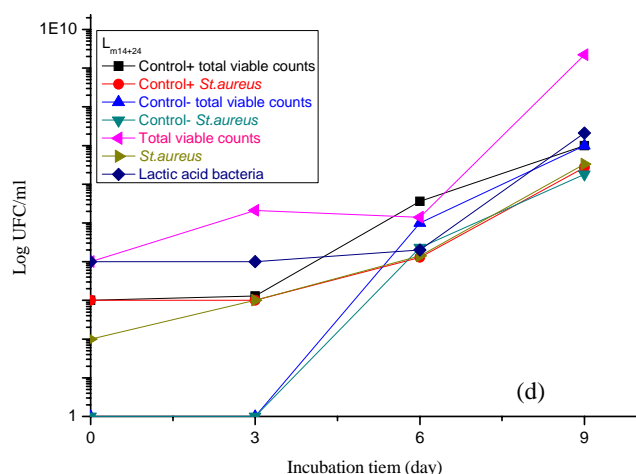 1E10
L m14+24
Control+ total viable counts
Control+ St.aureus
Control- total viable counts
Control- St.aureus
Total viable counts
St.aureus
Lactic acid bacteria
Log UFC/ml
(d)
1
0 3 6 9
Incubation tiem (day)